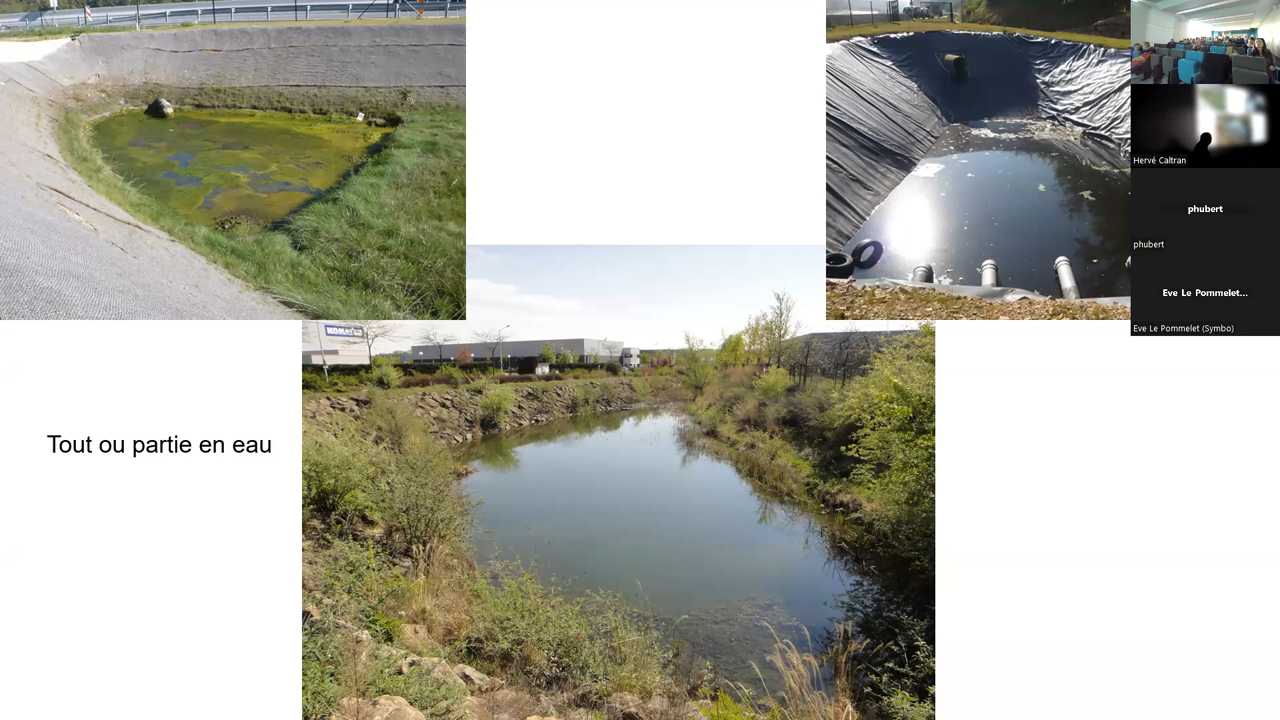 Hervé Caltran
phubert
phubert
Eve Le Pommelet...
Eve Le Pommelet (Symbo)
KOMATSU
Tout ou partie en eau